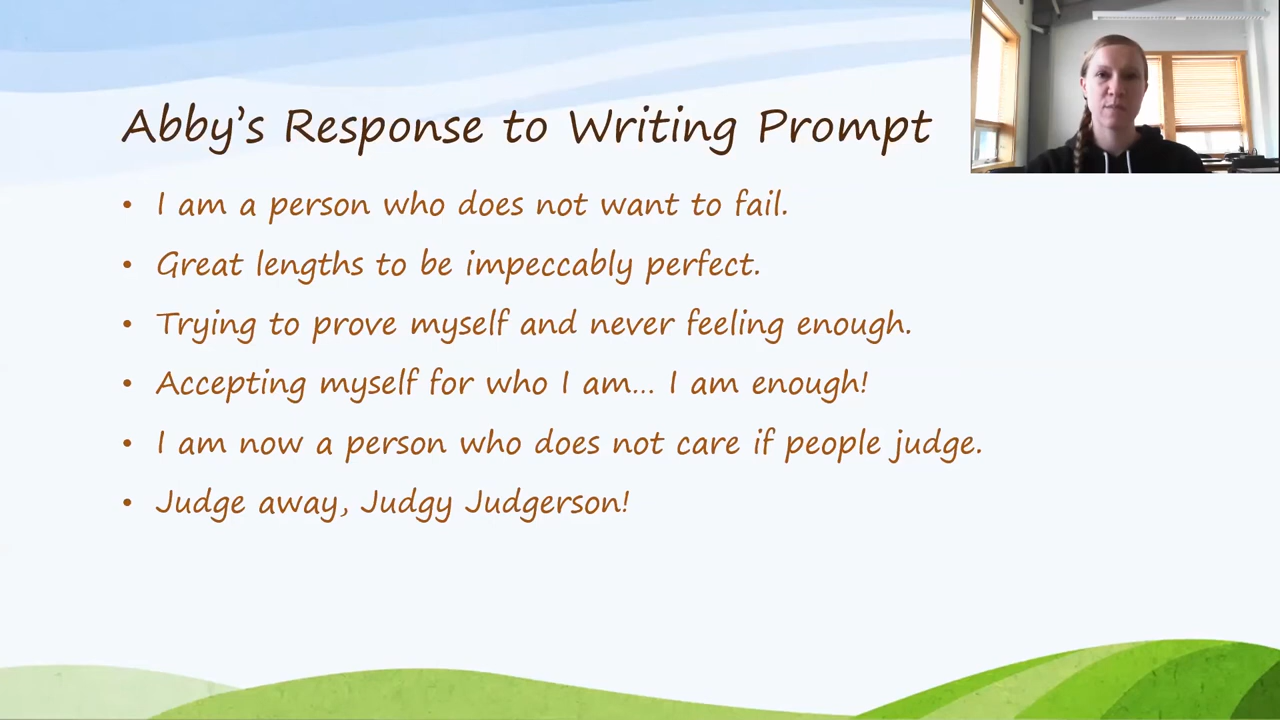 Abby's Response to Writing Prompt
• I am a person who does not want to fail.
• Great lengths to be impeccably perfect.
• Trying to prove myself and never feeling enough.
• Accepting myself for who I am... I am enough!
• I am now a person who does not care if people judge.
• Judge away, Judgy Judgerson!